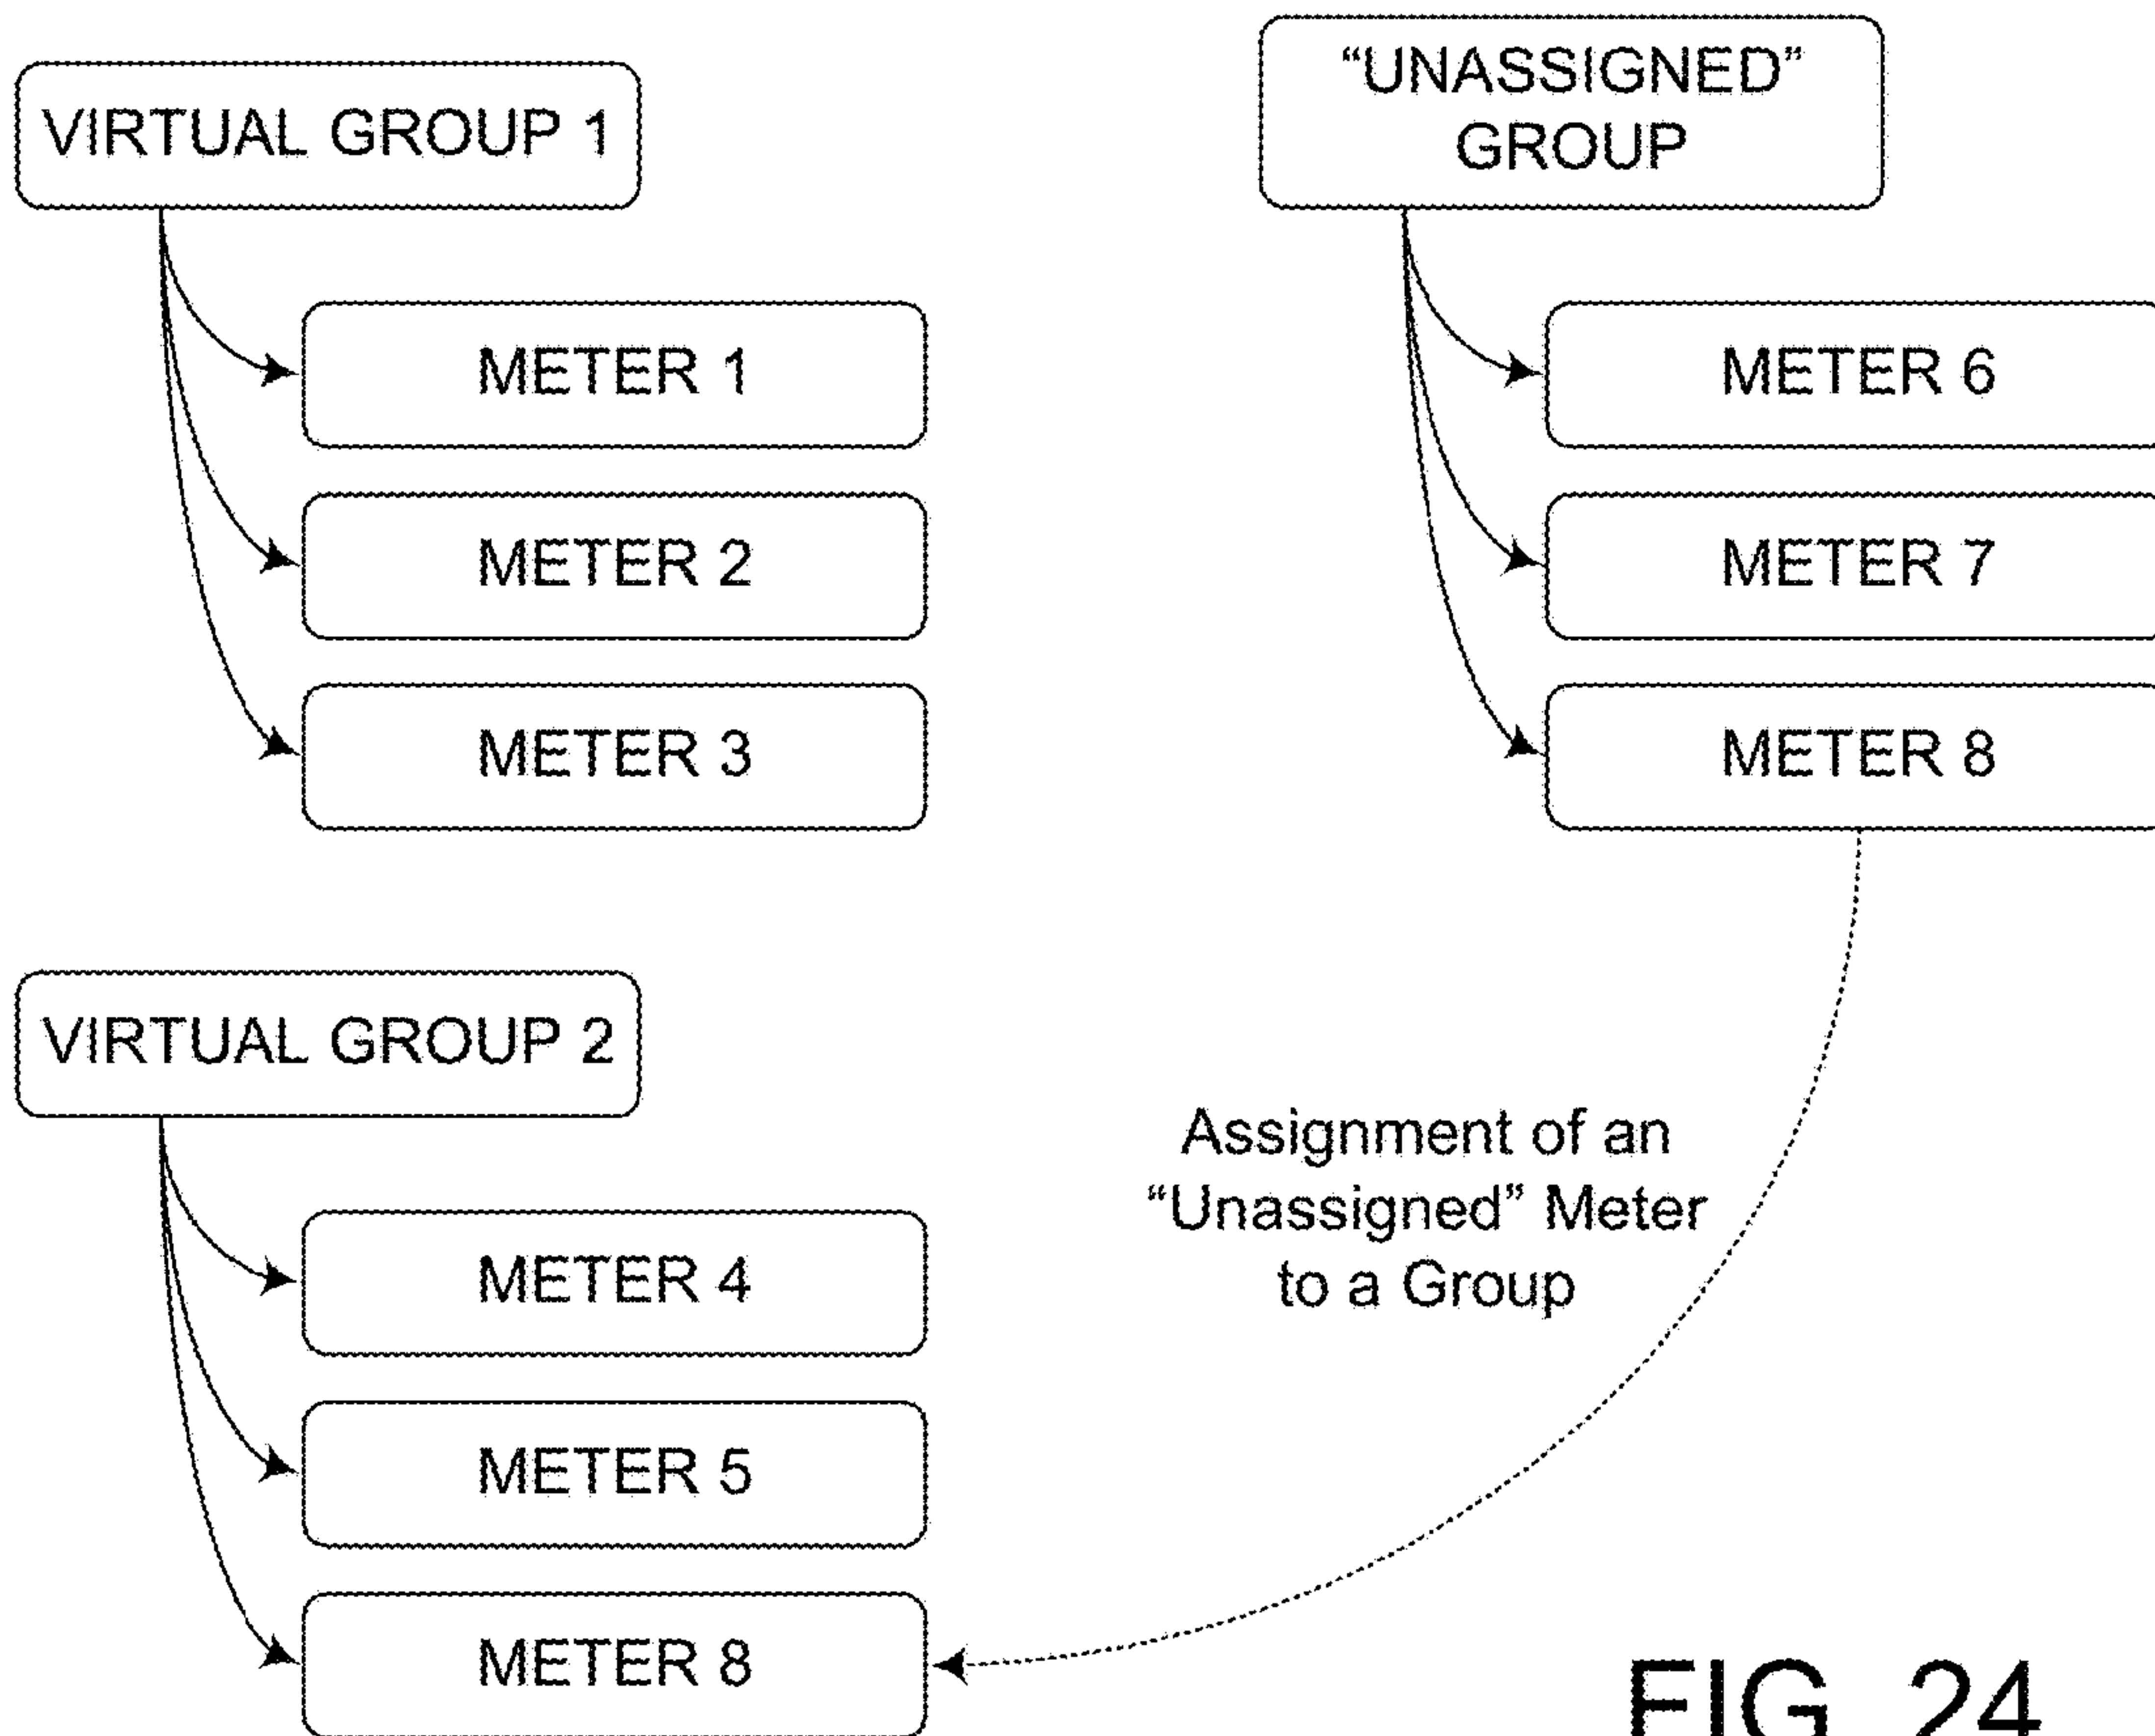 VIRTUAL GROUP 1
METER 1
METER 2
METER 3
“UNASSIGNED”
GROUP
METER 6
METER 7
METER 8
VIRTUAL GROUP 2
METER 4
METER 5
METER 8
Assignment of an
“Unassigned” Meter
to a Group
FIG. 24